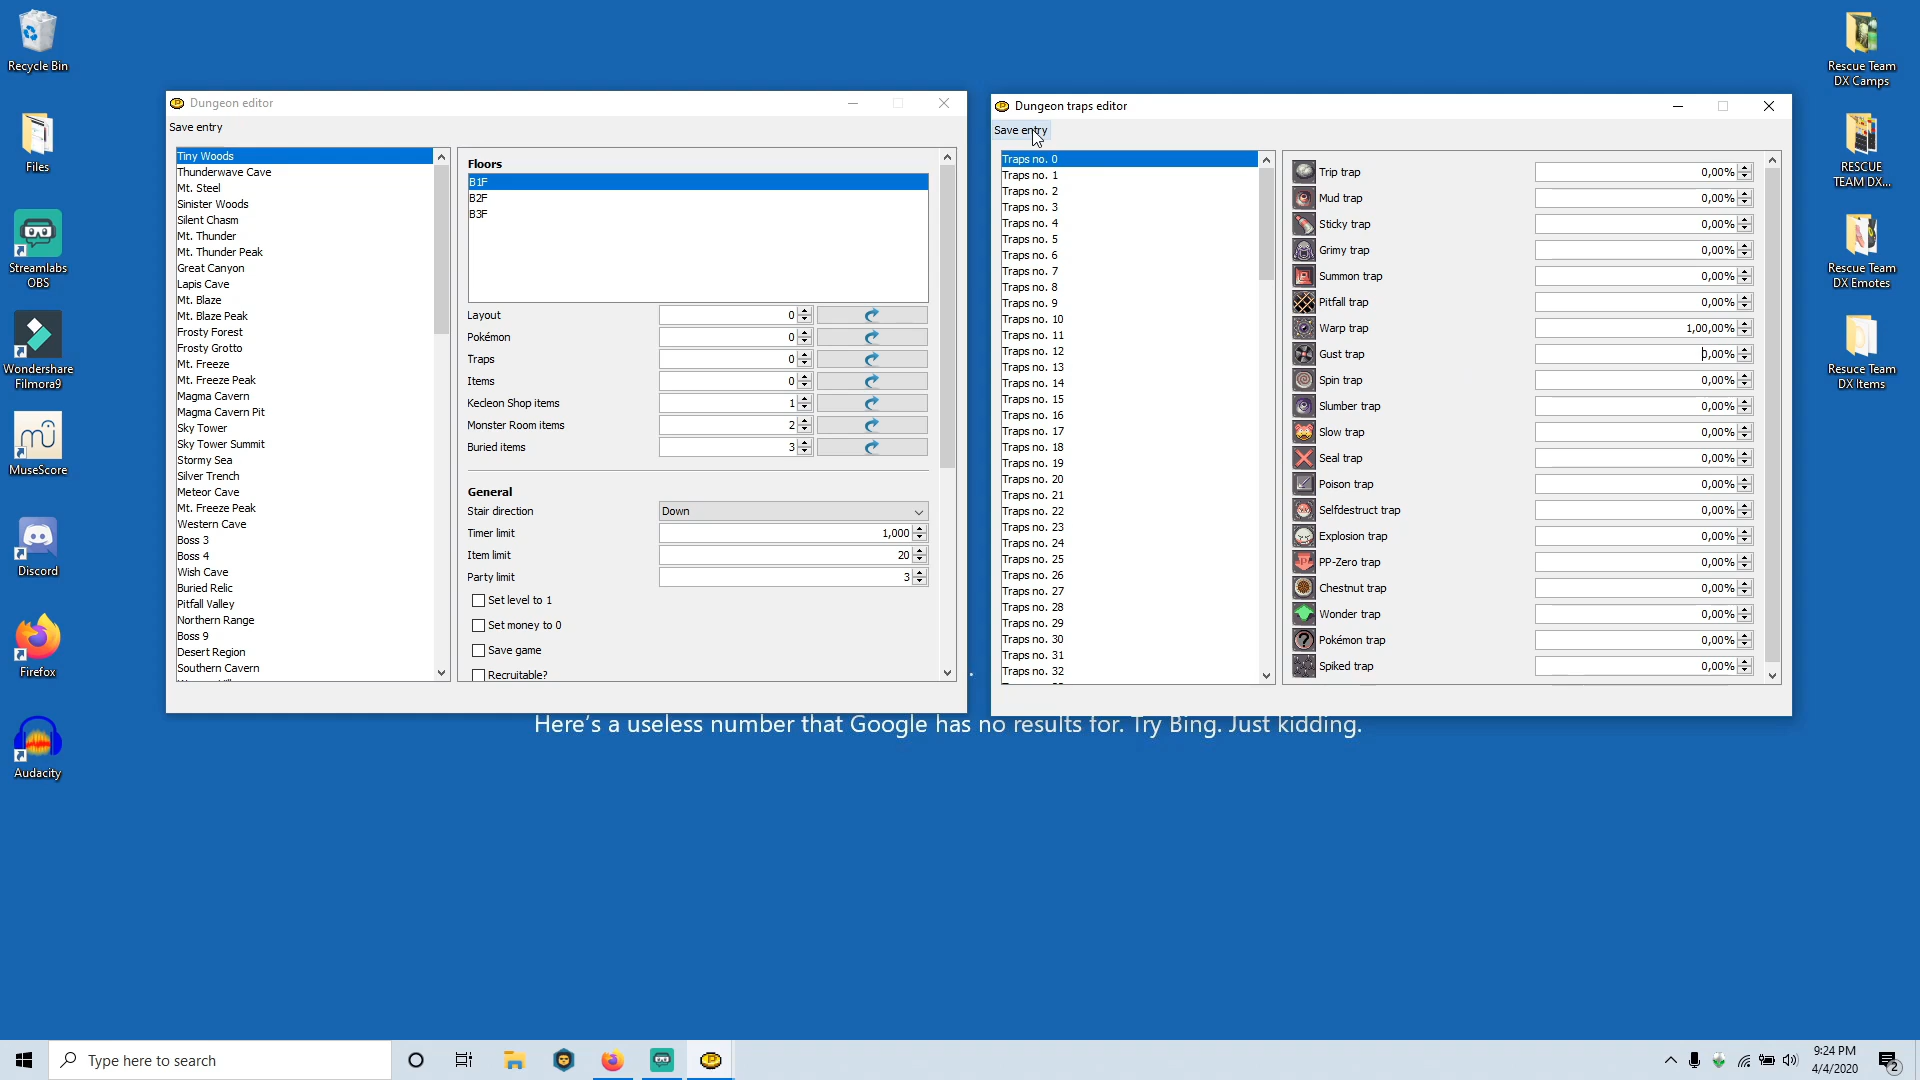 Recycle Bin
Files
Streamlabs
OBS
Wondershare
Filmora9
MuseScore
Discord
Firefox
Audacity
Dungeon editor
Save entry
Tiny Woods
Thunderwave Cave
Mt. Steel
Sinister Woods
Silent Chasm
Mt. Thunder
Mt. Thunder Peak
Great Canyon
Lapis Cave
Mt. Blaze
Mt. Blaze Peak
Frosty Forest
Frosty Grotto
Mt. Freeze
Mt. Freeze Peak
Magma Cavern
Magma Cavern Pit
Sky Tower
Sky Tower Summit
Stormy Sea
Silver Trench
Meteor Cave
Mt. Freeze Peak
Western Cave
Boss 3
Boss 4
Wish Cave
Buried Relic
Pitfall Valley
Northern Range
Boss 9
Desert Region
Southern Cavern
Floors
B1F
B2F
B3F
Layout 0
Pokémon 0
Traps 0
Items 0
Kecleon Shop items 1
Monster Room items 2
Buried items 3
General
Stair direction Down
Timer limit 1,000
Item limit 20
Party limit 3
Set level to 1
Set money to 0
Save game
Recruitable?
Dungeon traps editor
Save entry
Traps no. 0
Traps no. 1
Traps no. 2
Traps no. 3
Traps no. 4
Traps no. 5
Traps no. 6
Traps no. 7
Traps no. 8
Traps no. 9
Traps no. 10
Traps no. 11
Traps no. 12
Traps no. 13
Traps no. 14
Traps no. 15
Traps no. 16
Traps no. 17
Traps no. 18
Traps no. 19
Traps no. 20
Traps no. 21
Traps no. 22
Traps no. 23
Traps no. 24
Traps no. 25
Traps no. 26
Traps no. 27
Traps no. 28
Traps no. 29
Traps no. 30
Traps no. 31
Traps no. 32
Trip trap 0,00%
Mud trap 0,00%
Sticky trap 0,00%
Grimy trap 0,00%
Summon trap 0,00%
Pitfall trap 0,00%
Warp trap 1,00,00%
Gust trap 0,00%
Spin trap 0,00%
Slumber trap 0,00%
Slow trap 0,00%
Seal trap 0,00%
Poison trap 0,00%
Selfdestruct trap 0,00%
Explosion trap 0,00%
PP-Zero trap 0,00%
Chestnut trap 0,00%
Wonder trap 0,00%
Pokémon trap 0,00%
Spiked trap 0,00%
Here's a useless number that Google has no results for. Try Bing. Just kidding.
Rescue Team
DX Camps
RESCUE
TEAM DX...
Rescue Team
DX Emotes
Resuce Team
DX Items
Type here to search
9:24 PM
4/4/2020
2